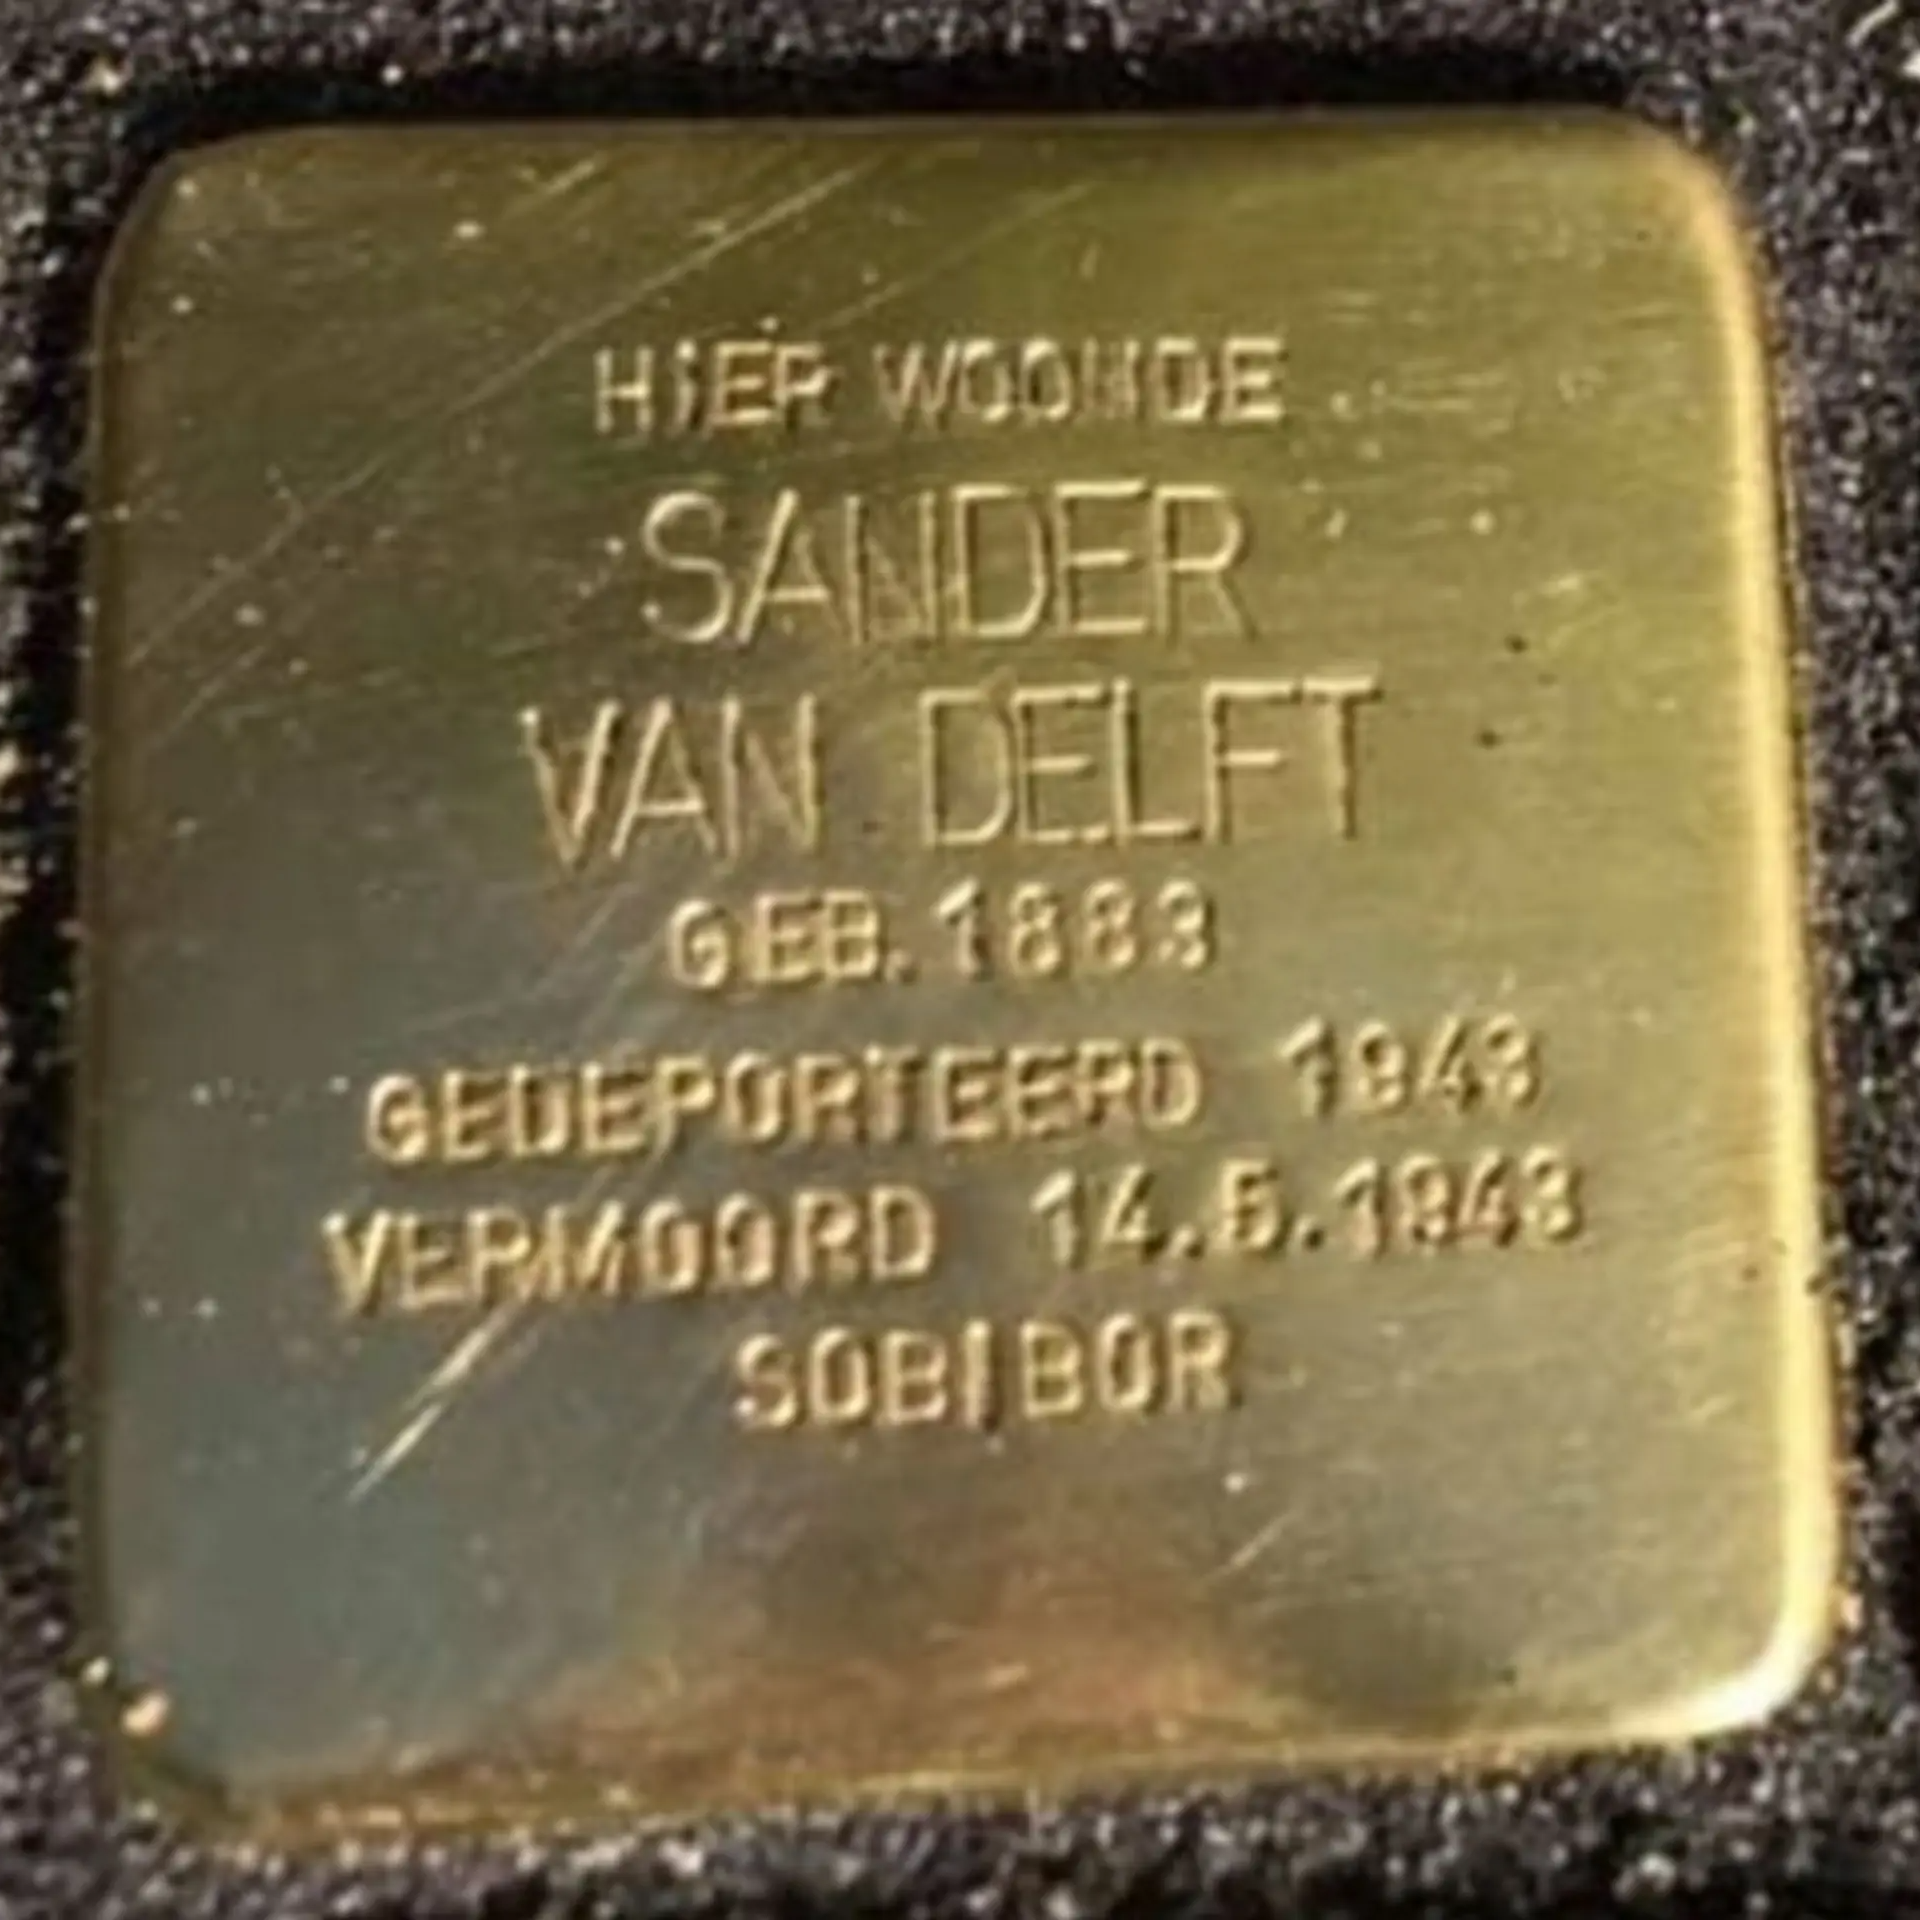 HIER WOONDE
SANDER
VAN DELFT
GEB. 1883
GEDEPORTEERD 1943
VERMOORD 14.5.1943
SOBIBOR